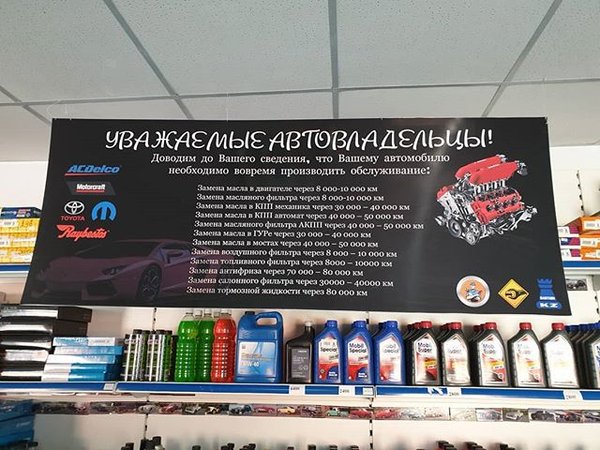 УВАЖАЕМЫЕ АВТОВЛАДЕЛЬЦЫ!
Доводим до Вашего сведения, что Вашему автомобилю
необходимо вовремя производить обслуживание:
Замена масла в двигателе через 8 000-10 000 км
Замена масляного фильтра через 8 000-10 000 км
Замена масла в КПП механика через 30 000 – 40 000 км
Замена масла в КПП автомат через 40 000 – 50 000 км
Замена масляного фильтра АКПП через 40 000 – 50 000 км
Замена масла в ГУРе через 30 000 – 40 000 км
Замена масла в мостах через 40 000 – 50 000 км
Замена воздушного фильтра через 8 000 – 10 000 км
Замена топливного фильтра через 8000 – 10000 км
Замена антифриза через 70 000 – 80 000 км
Замена салонного фильтра через 30000 – 40000 км
Замена тормозной жидкости через 80 000 км
ACDelco
Motorcraft
TOYOTA
Raybestos
KZ
Mobil
Special
Mobil
Special
Mobil
Super
Mobil
Super